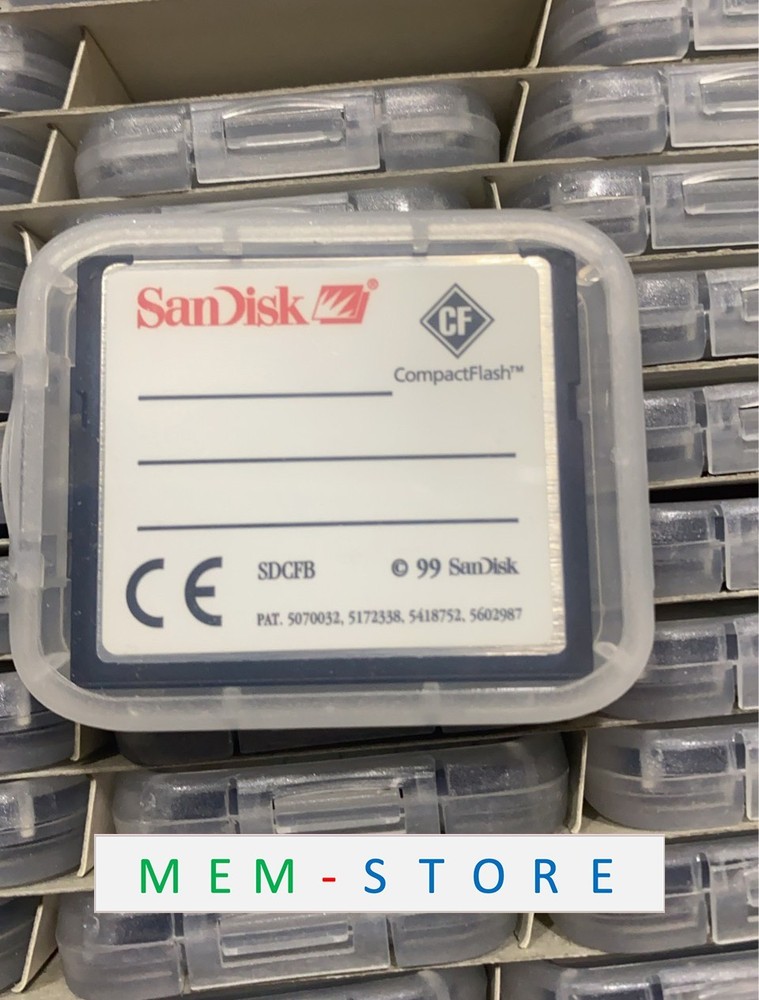 SanDisk ®
CF
CompactFlash™
CE
SDCFB © 99 SanDisk
PAT. 5070032, 5172338, 5418752, 5602987
MEM-STORE